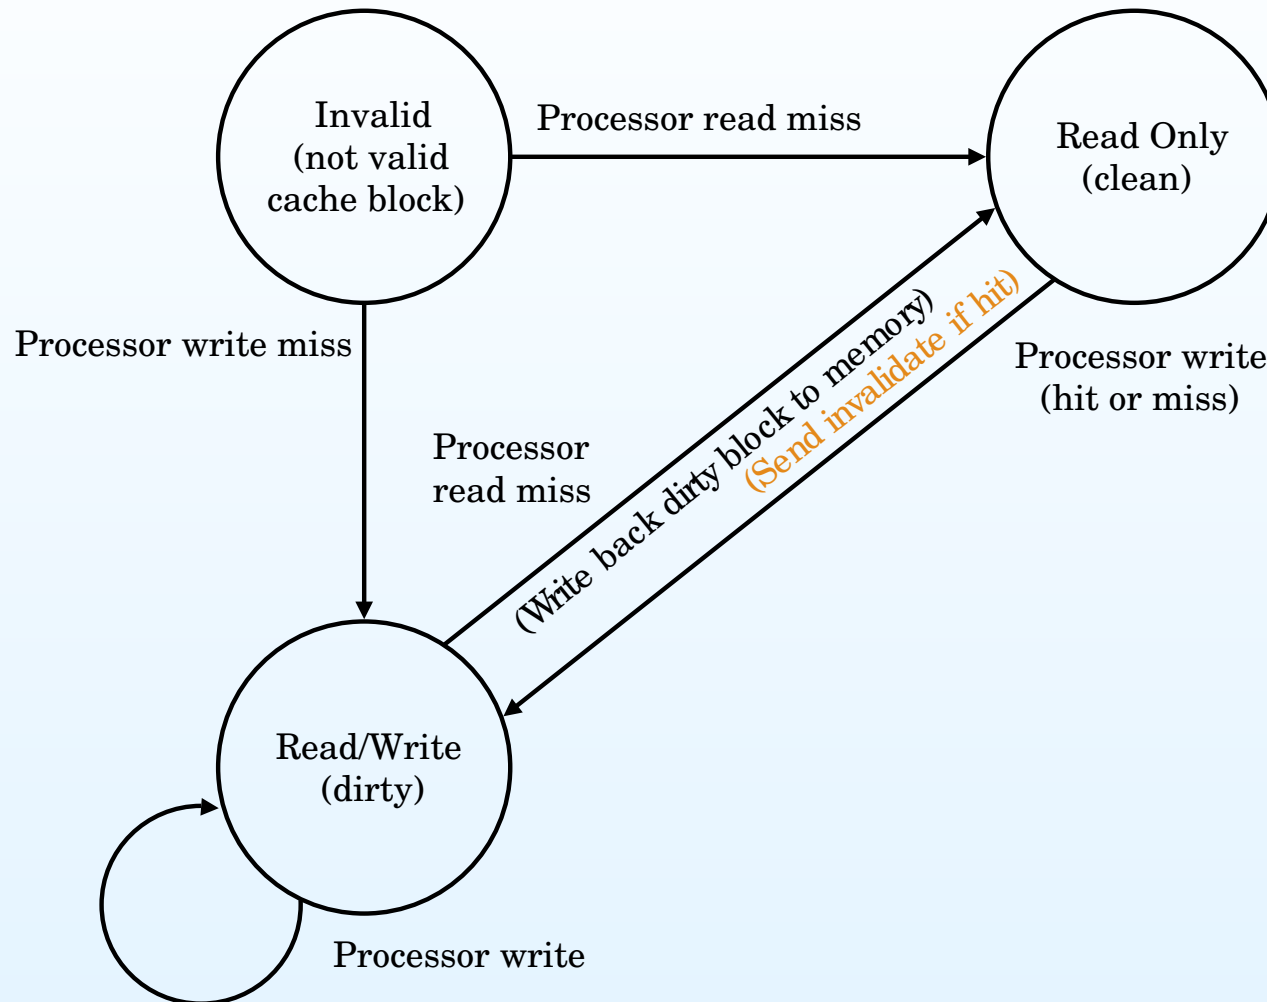 Invalid
(not valid
cache block)
Processor read miss
Read Only
(clean)
Processor write miss
Processor
read miss
(Write back dirty block to memory)
(Send invalidate if hit)
Processor write
(hit or miss)
Read/Write
(dirty)
Processor write